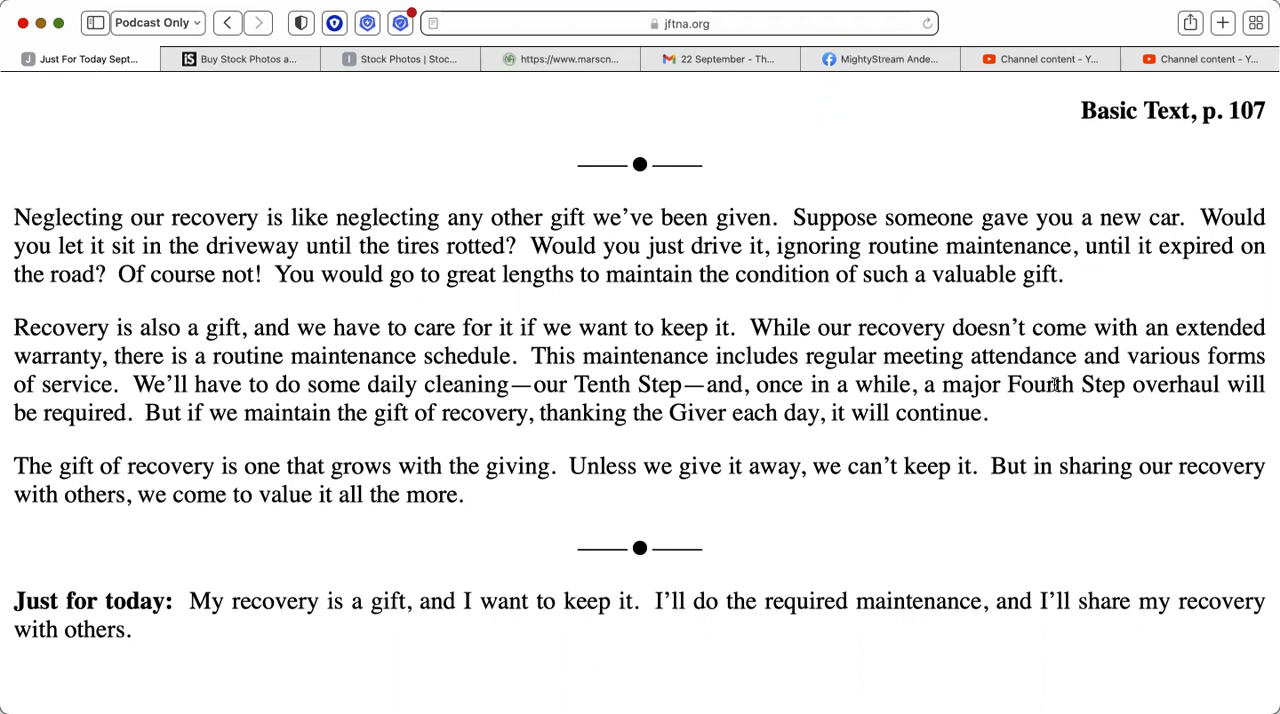 Podcast Only
jftna.org
Just For Today Sept...
Buy Stock Photos a...
Stock Photos | Stoc...
https://www.marscn...
22 September - Th...
MightyStream Ande...
Channel content - Y...
Channel content - Y...
Basic Text, p. 107
Neglecting our recovery is like neglecting any other gift we’ve been given. Suppose someone gave you a new car. Would
you let it sit in the driveway until the tires rotted? Would you just drive it, ignoring routine maintenance, until it expired on
the road? Of course not! You would go to great lengths to maintain the condition of such a valuable gift.
Recovery is also a gift, and we have to care for it if we want to keep it. While our recovery doesn’t come with an extended
warranty, there is a routine maintenance schedule. This maintenance includes regular meeting attendance and various forms
of service. We’ll have to do some daily cleaning—our Tenth Step—and, once in a while, a major Fourth Step overhaul will
be required. But if we maintain the gift of recovery, thanking the Giver each day, it will continue.
The gift of recovery is one that grows with the giving. Unless we give it away, we can’t keep it. But in sharing our recovery
with others, we come to value it all the more.
Just for today: My recovery is a gift, and I want to keep it. I’ll do the required maintenance, and I’ll share my recovery
with others.